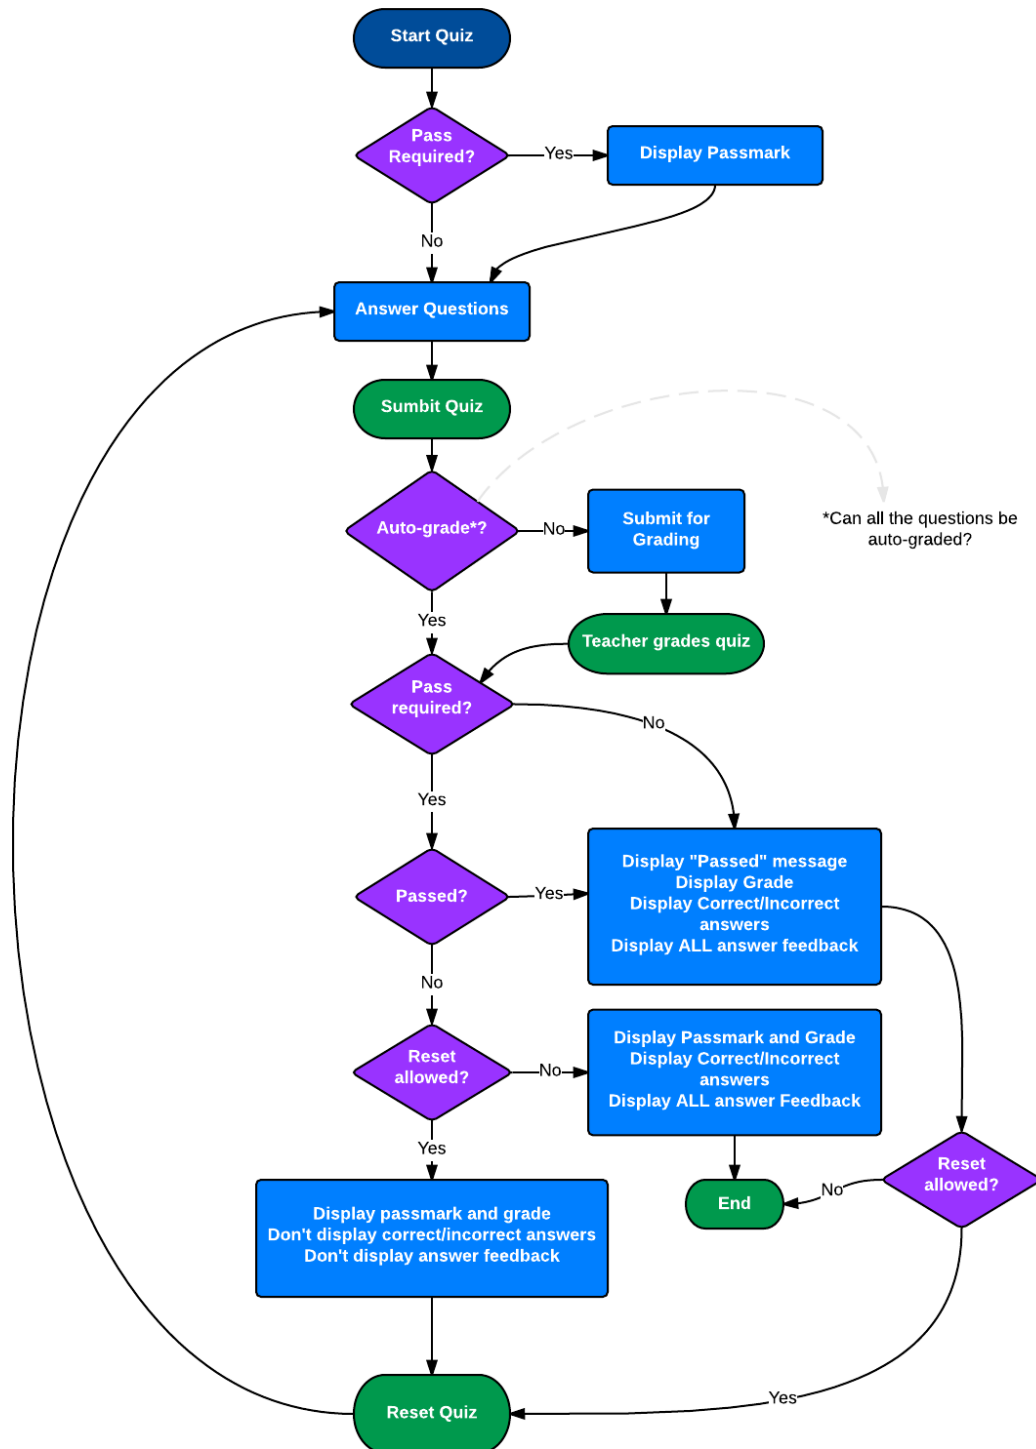 Start Quiz
Pass
Required?
Yes
Display Passmark
No
Answer Questions
Sumbit Quiz
Auto-grade*?
No
Submit for
Grading
*Can all the questions be
auto-graded?
Yes
Teacher grades quiz
Pass
required?
No
Yes
Passed?
Yes
Display "Passed" message
Display Grade
Display Correct/Incorrect
answers
Display ALL answer feedback
No
Reset
allowed?
No
Display Passmark and Grade
Display Correct/Incorrect
answers
Display ALL answer Feedback
Yes
Reset
allowed?
No
End
Display passmark and grade
Don't display correct/incorrect answers
Don't display answer feedback
Yes
Reset Quiz